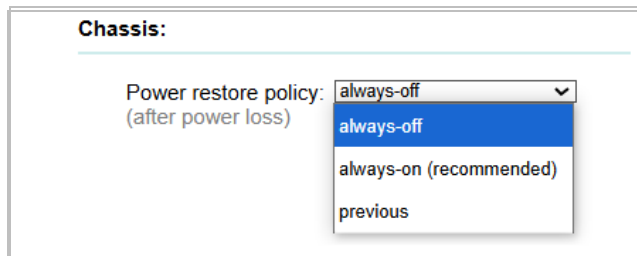 Chassis:
Power restore policy: always-off
(after power loss)
always-off
always-on (recommended)
previous